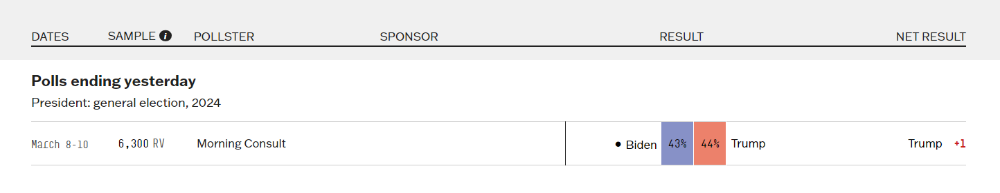 DATES SAMPLE i POLLSTER SPONSOR RESULT NET RESULT
Polls ending yesterday
President: general election, 2024
March 8-10 6,300 RV Morning Consult • Biden 43% 44% Trump Trump +1